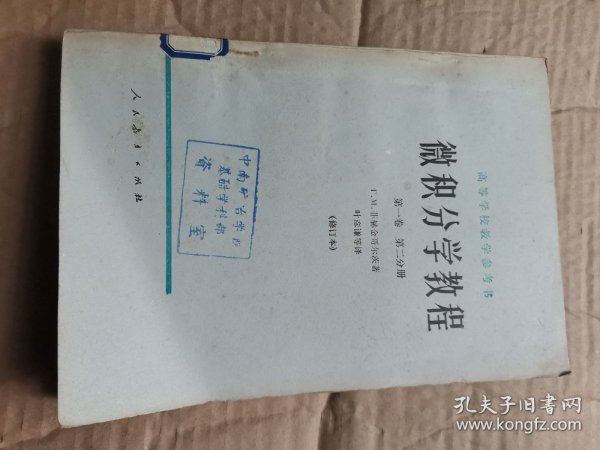 高等学校教学参考书
微积分学教程
第一卷 第二分册
Г.М.菲赫金哥尔茨著
叶彦谦等译
(修订本)
中南矿冶学院
基础学科部
资料室
人民教育出版社
孔夫子旧书网
www.kongfz.com